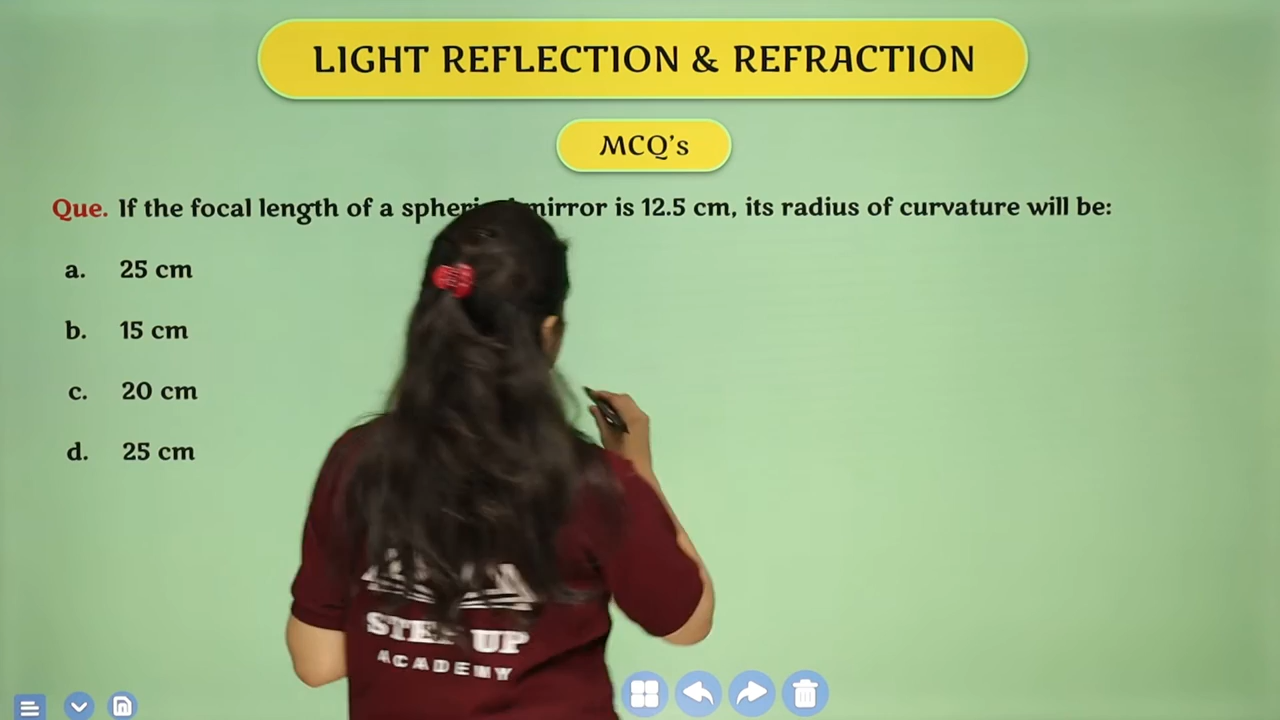 LIGHT REFLECTION & REFRACTION
MCQ's
Que. If the focal length of a mirror is 12.5 cm, its radius of curvature will be:
a. 25 cm
b. 15 cm
c. 20 cm
d. 25 cm
STEP UP
ACADEMY